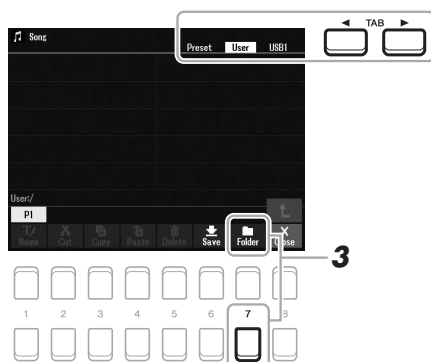 ◀ TAB ▶
Song
Preset User USB1
User:/
P1
Name Cut Copy Paste Delete Save Folder Close
3
1 2 3 4 5 6 7 8